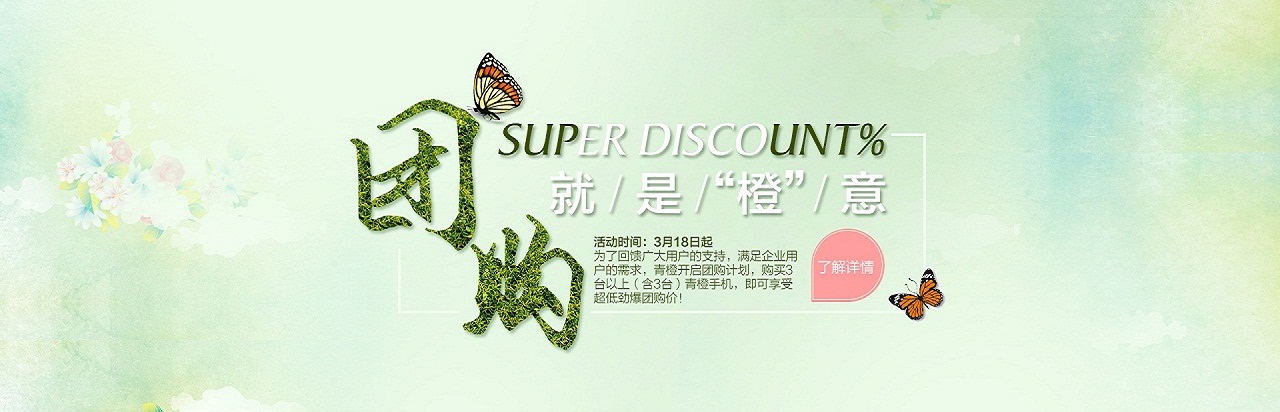 团购
SUPER DISCOUNT%
就/是/“橙”/意
活动时间：3月18日起
为了回馈广大用户的支持，满足企业用
户的需求，青橙开启团购计划，购买3
台以上（含3台）青橙手机，即可享受
超低劲爆团购价！
了解详情